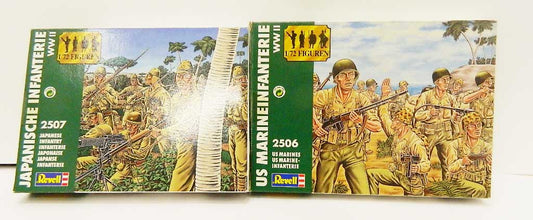 JAPANISCHE INFANTERIE
WW II
1/72 FIGUREN
2507
JAPANESE
INFANTRY
INFANTERIE
JAPONAISE
JAPANSE
INFANTERIE
Revell
US MARINEINFANTERIE
WW II
1/72 FIGUREN
2506
US MARINES
US MARINE-
INFANTERIE
Revell